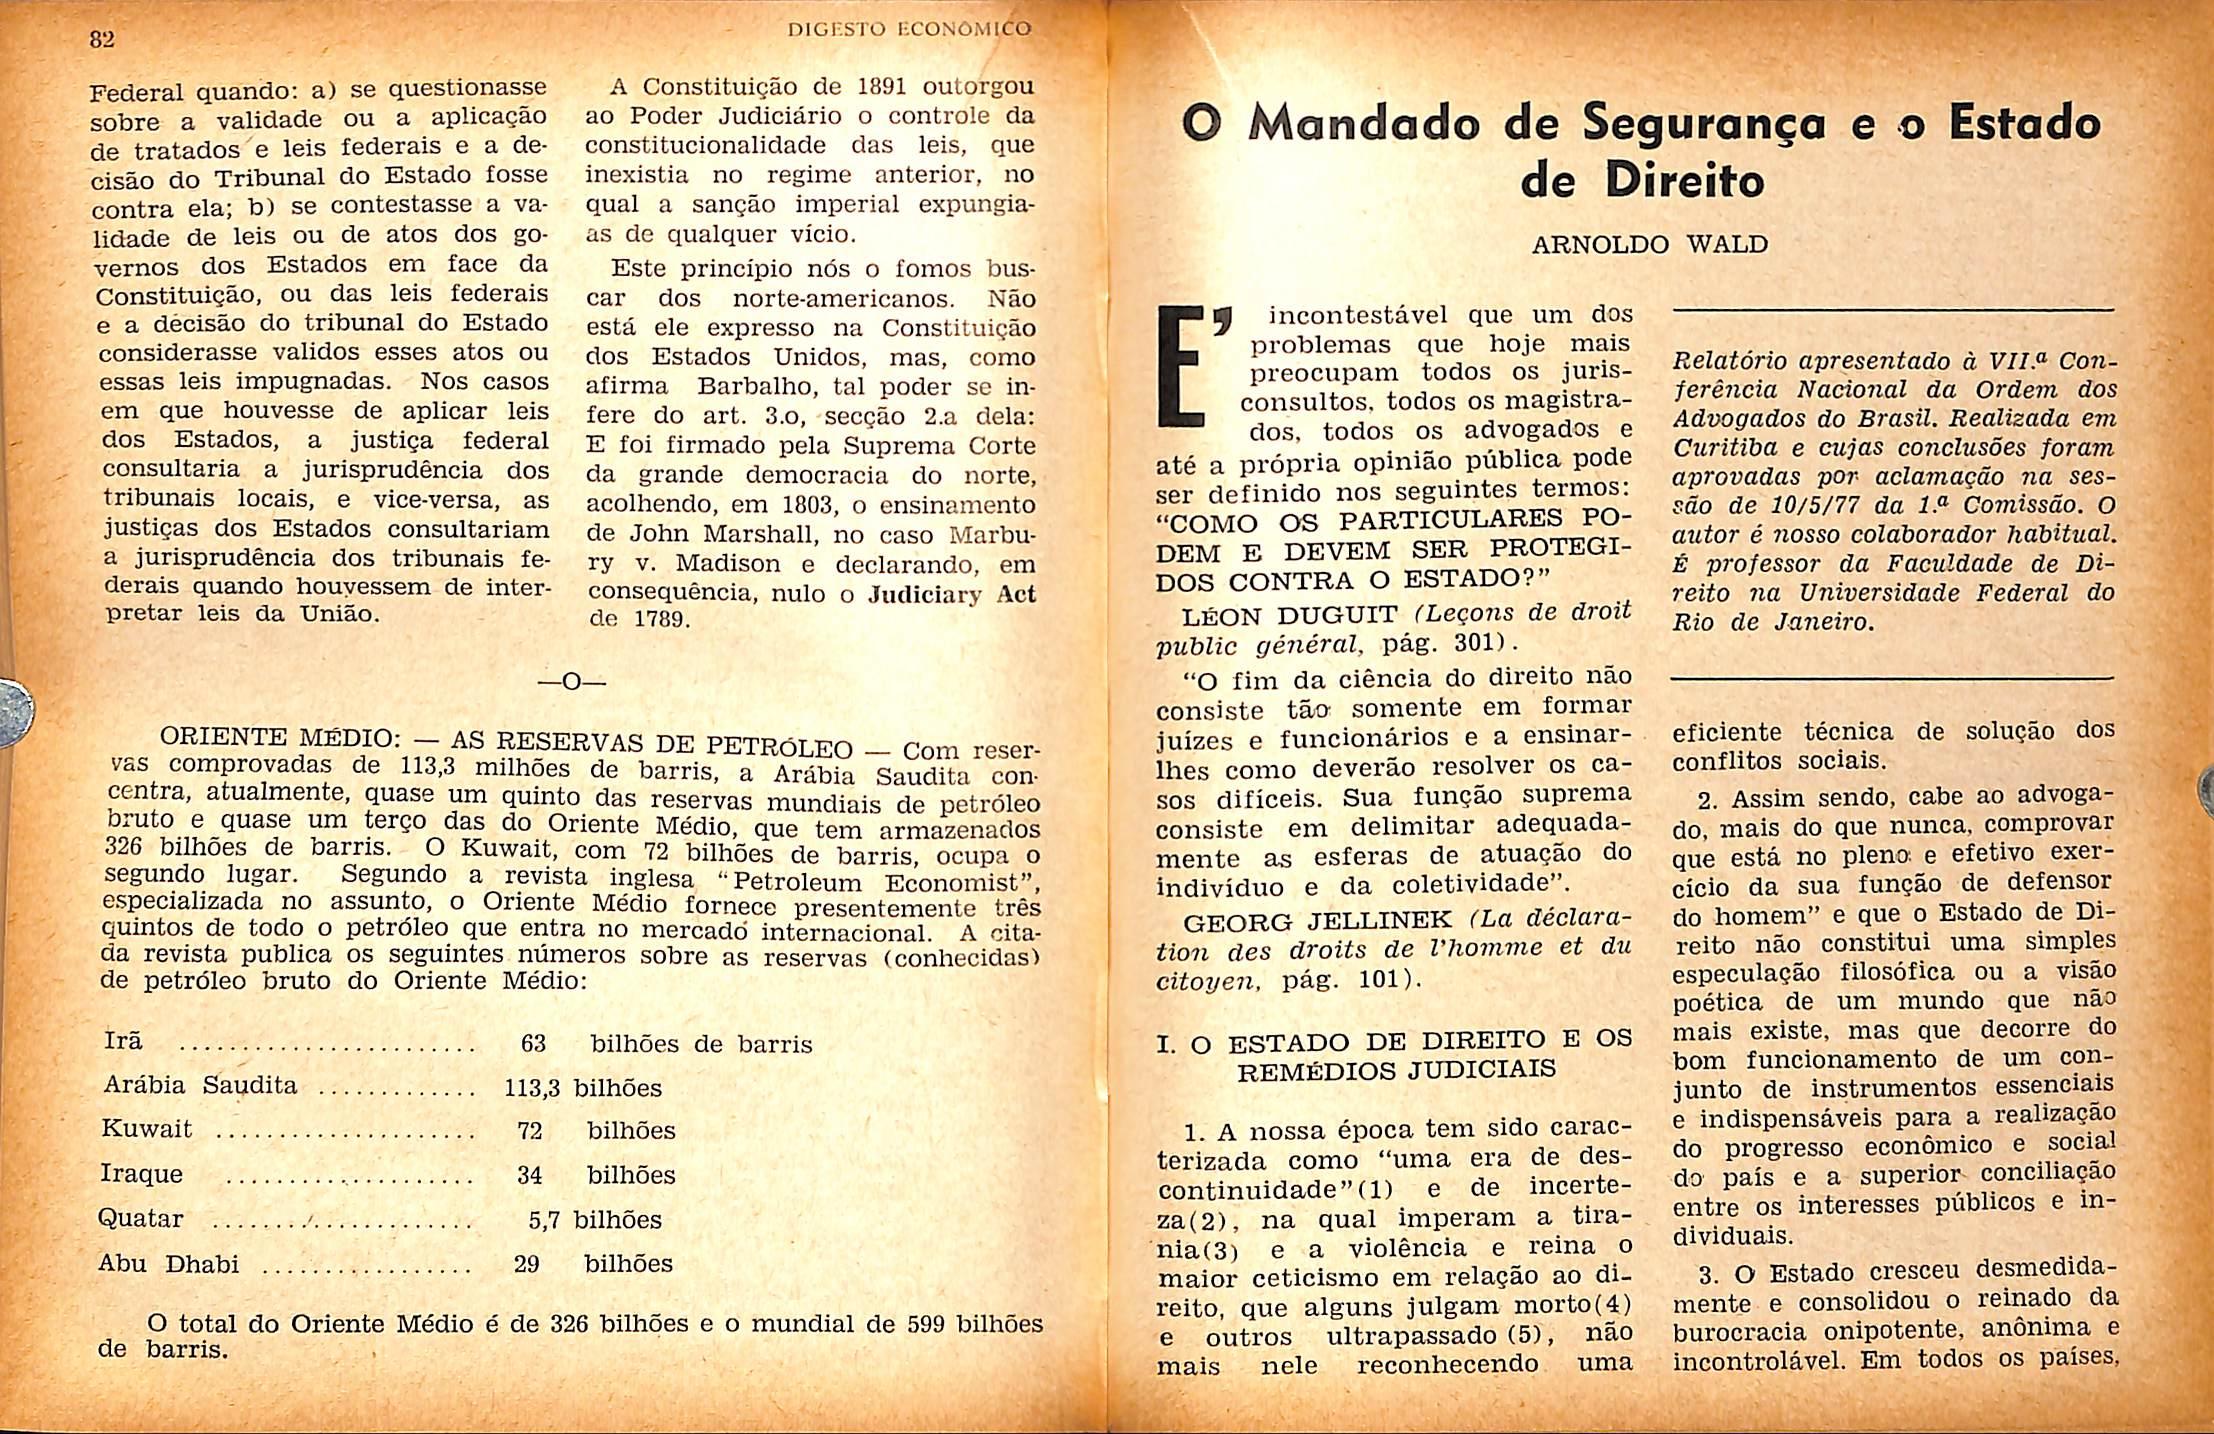 82
DIGESTO ECONÔMICO
Federal quando: a) se questionasse
sobre a validade ou a aplicação
de tratados e leis federais e a de-
cisão do Tribunal do Estado fosse
contra ela; b) se contestasse a va-
lidade de leis ou de atos dos go-
vernos dos Estados em face da
Constituição, ou das leis federais
e a décisão do tribunal do Estado
considerasse validos esses atos ou
essas leis impugnadas. Nos casos
em que houvesse de aplicar leis
dos Estados, a justiça federal
consultaria a jurisprudência dos
tribunais locais, e vice-versa, as
justiças dos Estados consultariam
a jurisprudência dos tribunais fe-
derais quando houvessem de inter-
pretar leis da União.
A Constituição de 1891 outorgou
ao Poder Judiciário o controle da
constitucionalidade das leis, que
inexistia no regime anterior, no
qual a sanção imperial expungia-
as de qualquer vício.
Este princípio nós o fomos bus-
car dos norte-americanos. Não
está ele expresso na Constituição
dos Estados Unidos, mas, como
afirma Barbalho, tal poder se in-
fere do art. 3.o, secção 2.a dela:
E foi firmado pela Suprema Corte
da grande democracia do norte,
acolhendo, em 1803, o ensinamento
de John Marshall, no caso Marbu-
ry v. Madison e declarando, em
consequência, nulo o Judiciary Act
de 1789.
—O—
ORIENTE MÉDIO: — AS RESERVAS DE PETRÓLEO — Com reser-
vas comprovadas de 113,3 milhões de barris, a Arábia Saudita con-
centra, atualmente, quase um quinto das reservas mundiais de petróleo
bruto e quase um terço das do Oriente Médio, que tem armazenados
326 bilhões de barris. O Kuwait, com 72 bilhões de barris, ocupa o
segundo lugar. Segundo a revista inglesa "Petroleum Economist",
especializada no assunto, o Oriente Médio fornece presentemente três
quintos de todo o petróleo que entra no mercado internacional. A cita-
da revista publica os seguintes números sobre as reservas (conhecidas)
de petróleo bruto do Oriente Médio:
Irã ........................ 63 bilhões de barris
Arábia Saudita ............. 113,3 bilhões
Kuwait ..................... 72 bilhões
Iraque .................... 34 bilhões
Quatar ..................... 5,7 bilhões
Abu Dhabi ................. 29 bilhões
O total do Oriente Médio é de 326 bilhões e o mundial de 599 bilhões
de barris.
O Mandado de Segurança e o Estado
de Direito
ARNOLDO WALD
E' incontestável que um dos
problemas que hoje mais
preocupam todos os juris-
consultos, todos os magistra-
dos, todos os advogados e
até a própria opinião pública pode
ser definido nos seguintes termos:
"COMO OS PARTICULARES PO-
DEM E DEVEM SER PROTEGI-
DOS CONTRA O ESTADO?"
LÉON DUGUIT (Leçons de droit
public général, pág. 301).
"O fim da ciência do direito não
consiste tão somente em formar
juízes e funcionários e a ensinar-
lhes como deverão resolver os ca-
sos difíceis. Sua função suprema
consiste em delimitar adequada-
mente as esferas de atuação do
indivíduo e da coletividade".
GEORG JELLINEK (La déclara-
tion des droits de l'homme et du
citoyen, pág. 101).
I. O ESTADO DE DIREITO E OS
REMÉDIOS JUDICIAIS
1. A nossa época tem sido carac-
terizada como "uma era de des-
continuidade"(1) e de incerte-
za(2), na qual imperam a tira-
nia(3) e a violência e reina o
maior ceticismo em relação ao di-
reito, que alguns julgam morto(4)
e outros ultrapassado (5), não
mais nele reconhecendo uma
Relatório apresentado à VII.ª Con-
ferência Nacional da Ordem dos
Advogados do Brasil. Realizada em
Curitiba e cujas conclusões foram
aprovadas por aclamação na ses-
são de 10/5/77 da 1.ª Comissão. O
autor é nosso colaborador habitual.
É professor da Faculdade de Di-
reito na Universidade Federal do
Rio de Janeiro.
eficiente técnica de solução dos
conflitos sociais.
2. Assim sendo, cabe ao advoga-
do, mais do que nunca, comprovar
que está no pleno e efetivo exer-
cício da sua função de defensor
do homem" e que o Estado de Di-
reito não constitui uma simples
especulação filosófica ou a visão
poética de um mundo que não
mais existe, mas que decorre do
bom funcionamento de um con-
junto de instrumentos essenciais
e indispensáveis para a realização
do progresso econômico e social
do país e a superior conciliação
entre os interesses públicos e in-
dividuais.
3. O Estado cresceu desmedida-
mente e consolidou o reinado da
burocracia onipotente, anônima e
incontrolável. Em todos os países,